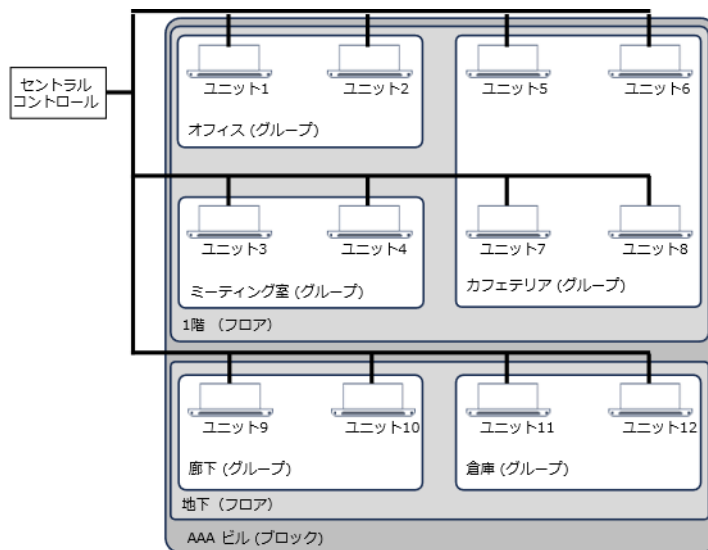 セントラル
コントロール
ユニット1
ユニット2
ユニット5
ユニット6
オフィス (グループ)
ユニット3
ユニット4
ユニット7
ユニット8
ミーティング室 (グループ)
カフェテリア (グループ)
1階 （フロア）
ユニット9
ユニット10
ユニット11
ユニット12
廊下 (グループ)
倉庫 (グループ)
地下（フロア）
AAA ビル (ブロック)